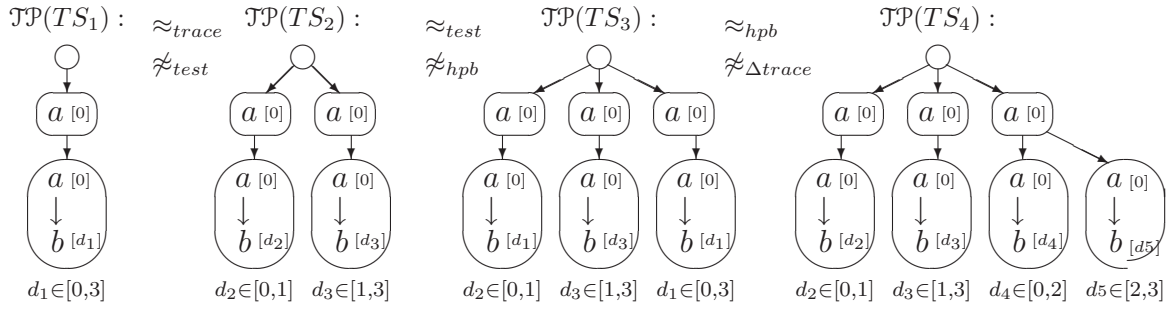 𝒯𝒫(TS₁) : ≈trace 𝒯𝒫(TS₂) : ≈test 𝒯𝒫(TS₃) : ≈hpb 𝒯𝒫(TS₄) :
≉test ≉hpb ≉Δtrace
a [0] a [0] a [0] a [0] a [0] a [0] a [0] a [0] a [0]
a [0] a [0] a [0] a [0] a [0] a [0] a [0] a [0] a [0] a [0]
↓ ↓ ↓ ↓ ↓ ↓ ↓ ↓ ↓ ↓
b [d₁] b [d₂] b [d₃] b [d₁] b [d₃] b [d₁] b [d₂] b [d₃] b [d₄] b [d5]
d₁∈[0,3] d₂∈[0,1] d₃∈[1,3] d₂∈[0,1] d₃∈[1,3] d₁∈[0,3] d₂∈[0,1] d₃∈[1,3] d₄∈[0,2] d5∈[2,3]